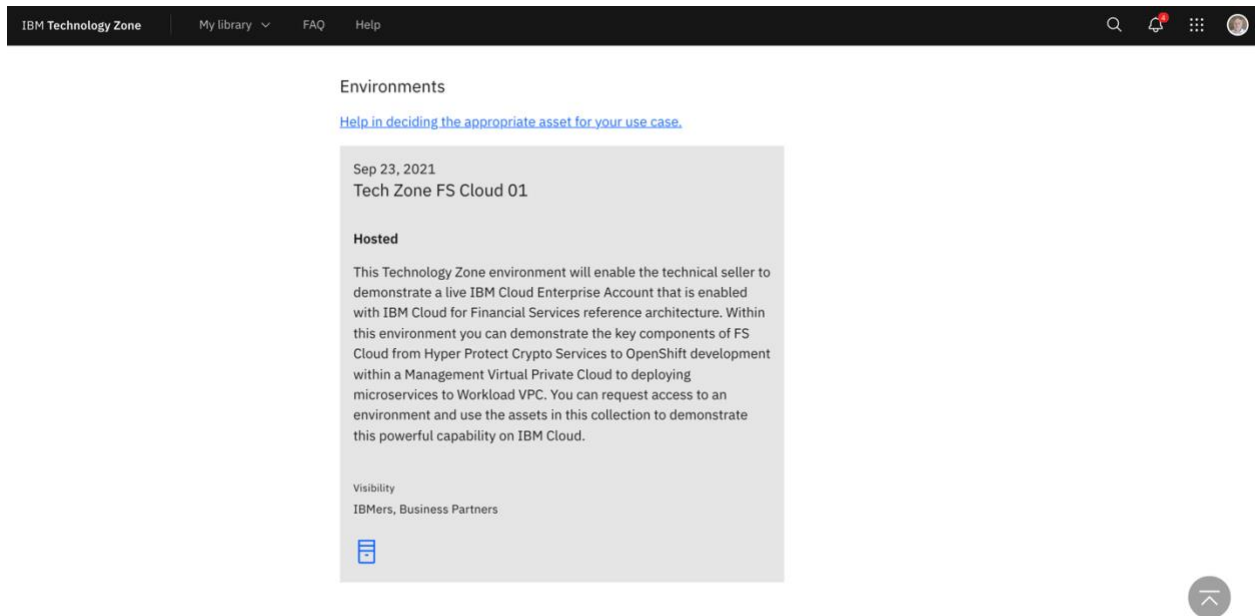 IBM Technology Zone My library FAQ Help 4
Environments
Help in deciding the appropriate asset for your use case.
Sep 23, 2021
Tech Zone FS Cloud 01
Hosted
This Technology Zone environment will enable the technical seller to
demonstrate a live IBM Cloud Enterprise Account that is enabled
with IBM Cloud for Financial Services reference architecture. Within
this environment you can demonstrate the key components of FS
Cloud from Hyper Protect Crypto Services to OpenShift development
within a Management Virtual Private Cloud to deploying
microservices to Workload VPC. You can request access to an
environment and use the assets in this collection to demonstrate
this powerful capability on IBM Cloud.
Visibility
IBMers, Business Partners